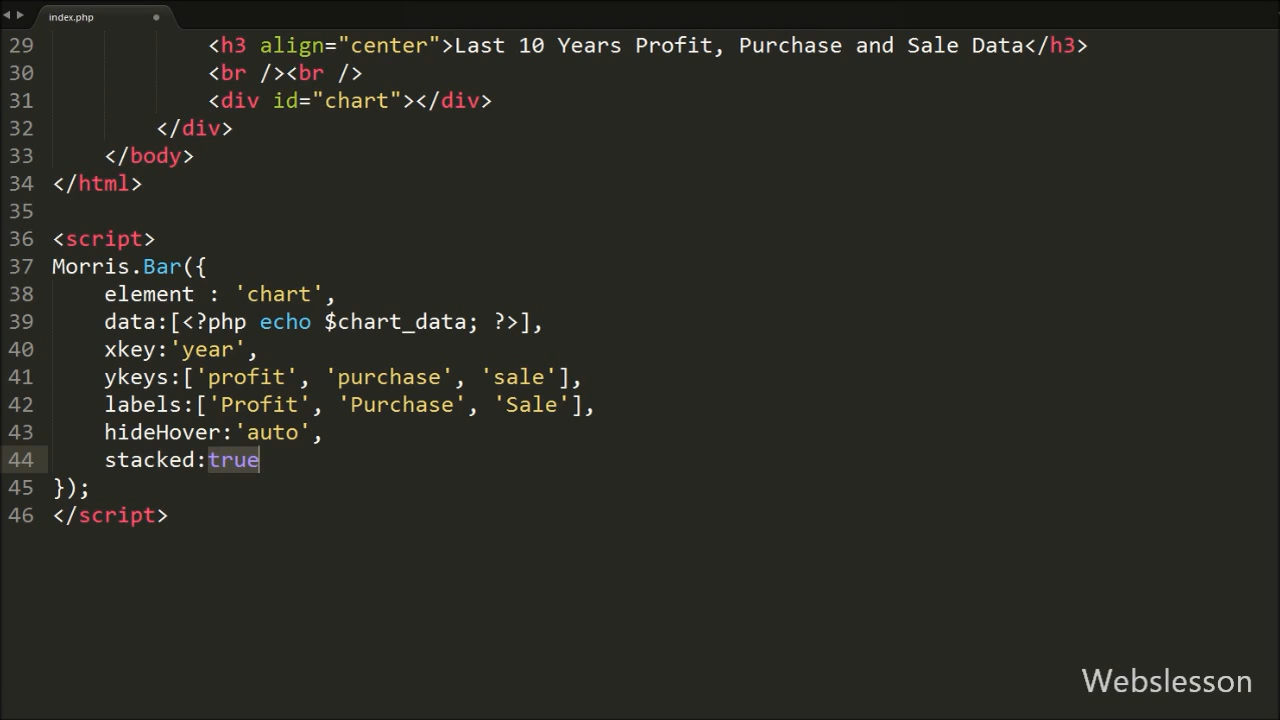 index.php
29 <h3 align="center">Last 10 Years Profit, Purchase and Sale Data</h3>
30 <br /><br />
31 <div id="chart"></div>
32 </div>
33 </body>
34 </html>
35
36 <script>
37 Morris.Bar({
38 element : 'chart',
39 data:[<?php echo $chart_data; ?>],
40 xkey:'year',
41 ykeys:['profit', 'purchase', 'sale'],
42 labels:['Profit', 'Purchase', 'Sale'],
43 hideHover:'auto',
44 stacked:true
45 });
46 </script>
Webslesson